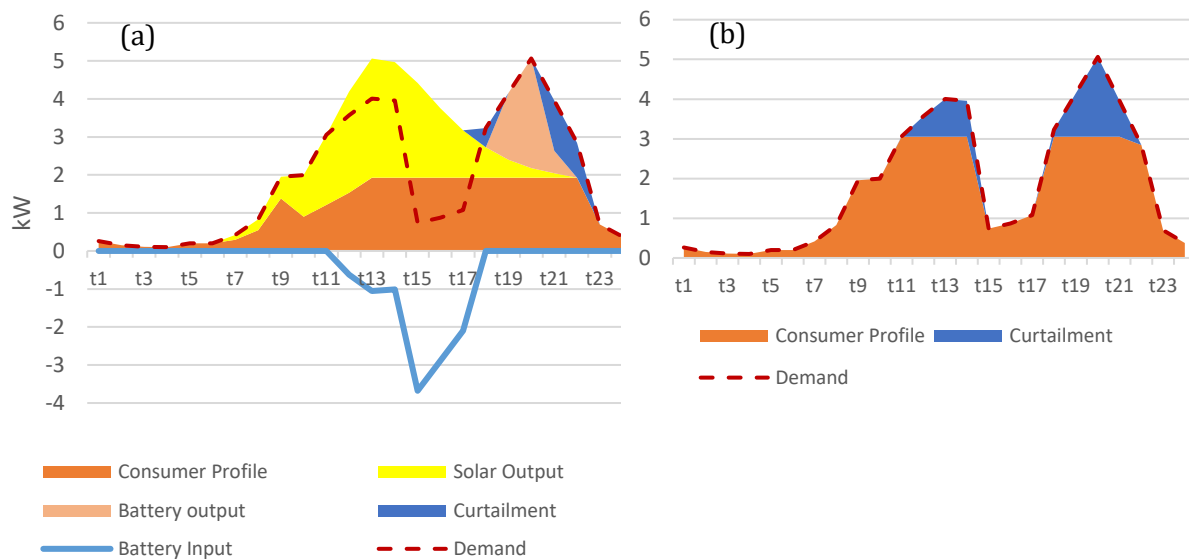 (a)
6
5
4
3
2
1
0
-1
-2
-3
-4
kW
t1 t3 t5 t7 t9 t11 t13 t15 t17 t19 t21 t23
Consumer Profile Solar Output
Battery output Curtailment
Battery Input Demand
(b)
6
5
4
3
2
1
0
t1 t3 t5 t7 t9 t11 t13 t15 t17 t19 t21 t23
Consumer Profile Curtailment
Demand